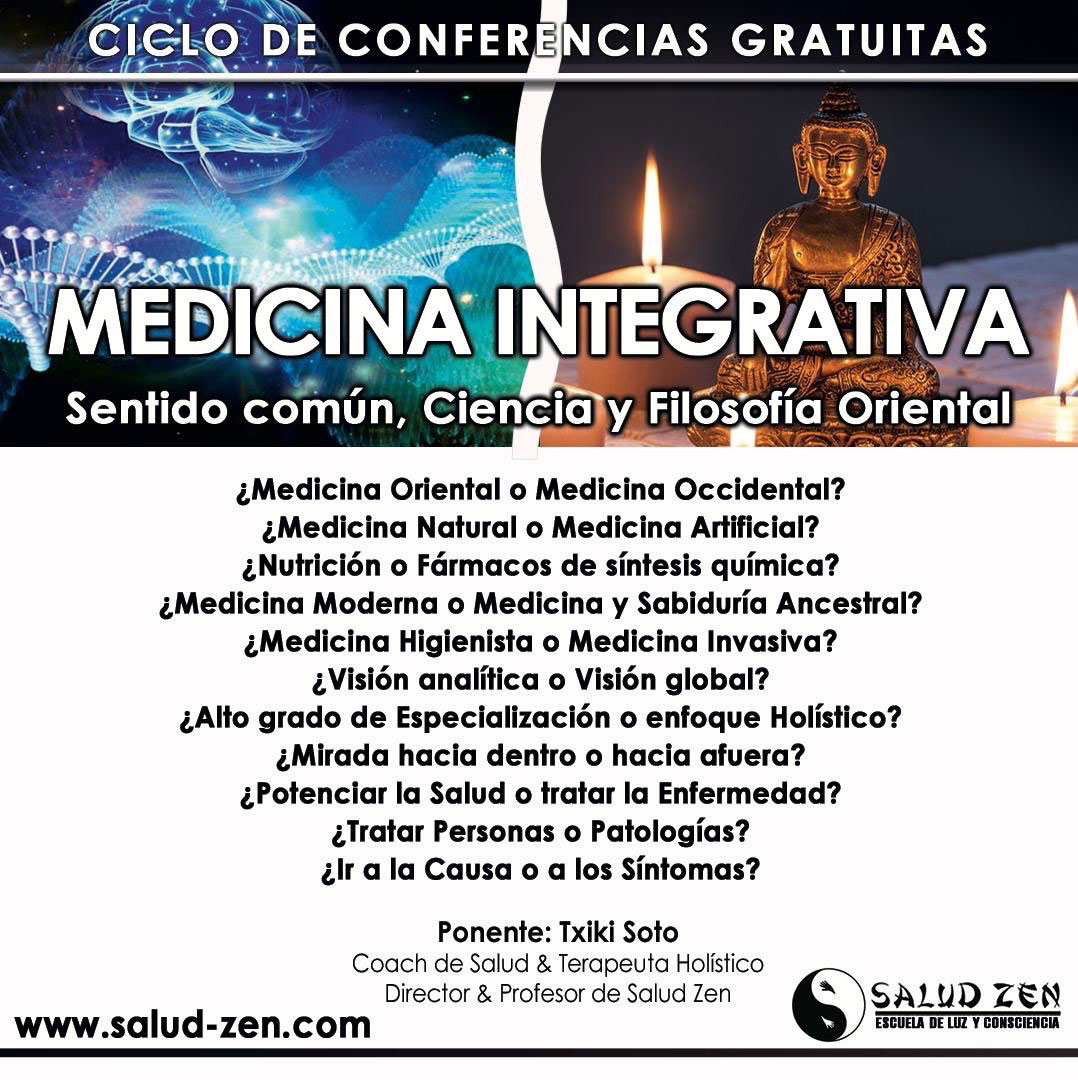 CICLO DE CONFERENCIAS GRATUITAS
MEDICINA INTEGRATIVA
Sentido común, Ciencia y Filosofía Oriental
¿Medicina Oriental o Medicina Occidental?
¿Medicina Natural o Medicina Artificial?
¿Nutrición o Fármacos de síntesis química?
¿Medicina Moderna o Medicina y Sabiduría Ancestral?
¿Medicina Higienista o Medicina Invasiva?
¿Visión analítica o Visión global?
¿Alto grado de Especialización o enfoque Holístico?
¿Mirada hacia dentro o hacia afuera?
¿Potenciar la Salud o tratar la Enfermedad?
¿Tratar Personas o Patologías?
¿Ir a la Causa o a los Síntomas?
Ponente: Txiki Soto
Coach de Salud & Terapeuta Holístico
Director & Profesor de Salud Zen
www.salud-zen.com
SALUD ZEN
ESCUELA DE LUZ Y CONSCIENCIA